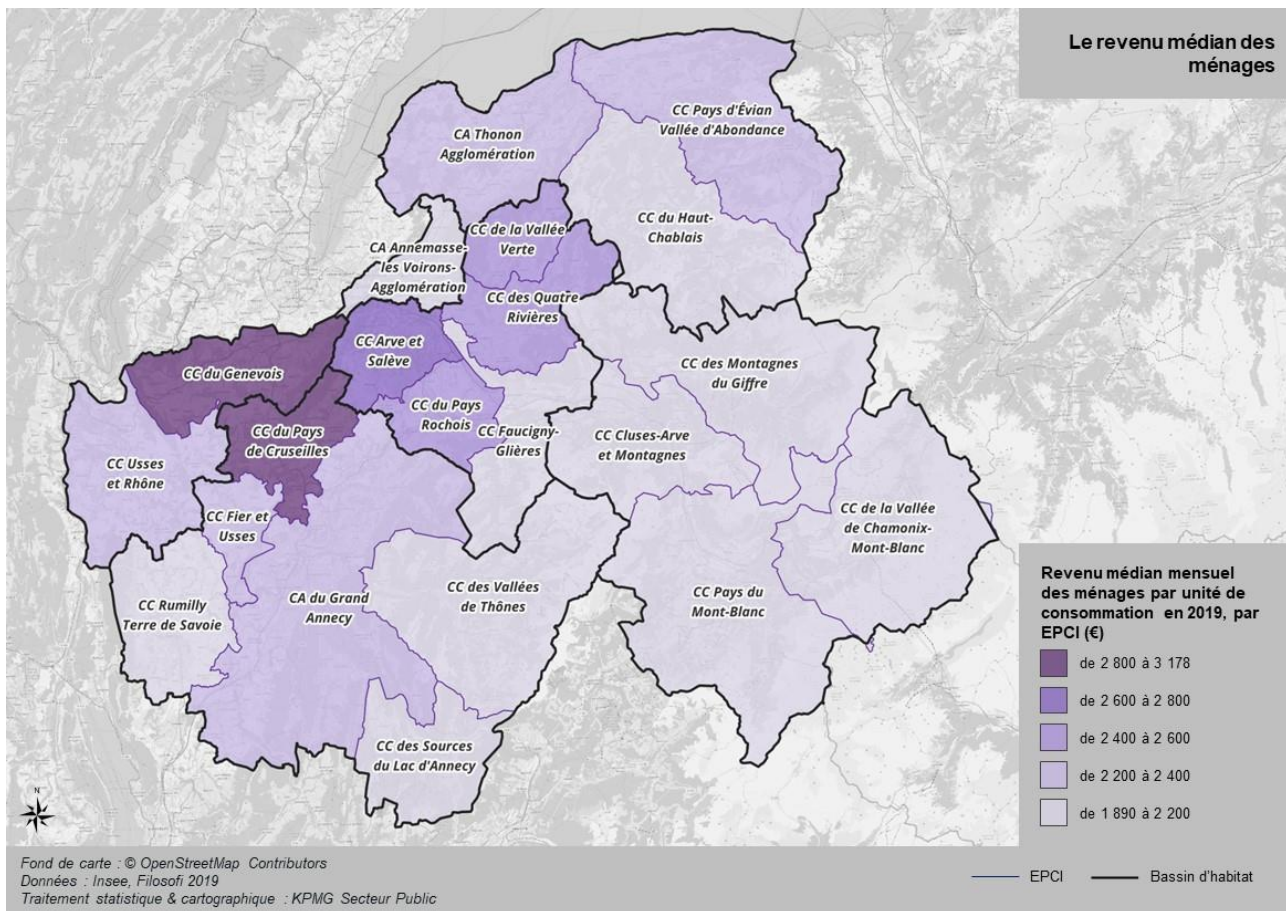 Le revenu médian des
ménages
CC Pays d'Évian
Vallée d'Abondance
CA Thonon
Agglomération
CC du Haut-
Chablais
CC de la Vallée
Verte
CA Annemasse-
les Voirons-
Agglomération
CC des Quatre
Rivières
CC Arve et
Salève
CC des Montagnes
du Giffre
CC du Genevois
CC du Pays
Rochois
CC du Pays
de Cruseilles
CC Faucigny-
Glières
CC Cluses-Arve
et Montagnes
CC Usses
et Rhône
CC de la Vallée
de Chamonix-
Mont-Blanc
CC Fier et
Usses
CC des Vallées
de Thônes
CC Pays du
Mont-Blanc
CA du Grand
Annecy
CC Rumilly
Terre de Savoie
CC des Sources
du Lac d'Annecy
Revenu médian mensuel
des ménages par unité de
consommation en 2019, par
EPCI (€)
de 2 800 à 3 178
de 2 600 à 2 800
de 2 400 à 2 600
de 2 200 à 2 400
de 1 890 à 2 200
N
Fond de carte : © OpenStreetMap Contributors
Données : Insee, Filosofi 2019
Traitement statistique & cartographique : KPMG Secteur Public
EPCI
Bassin d'habitat